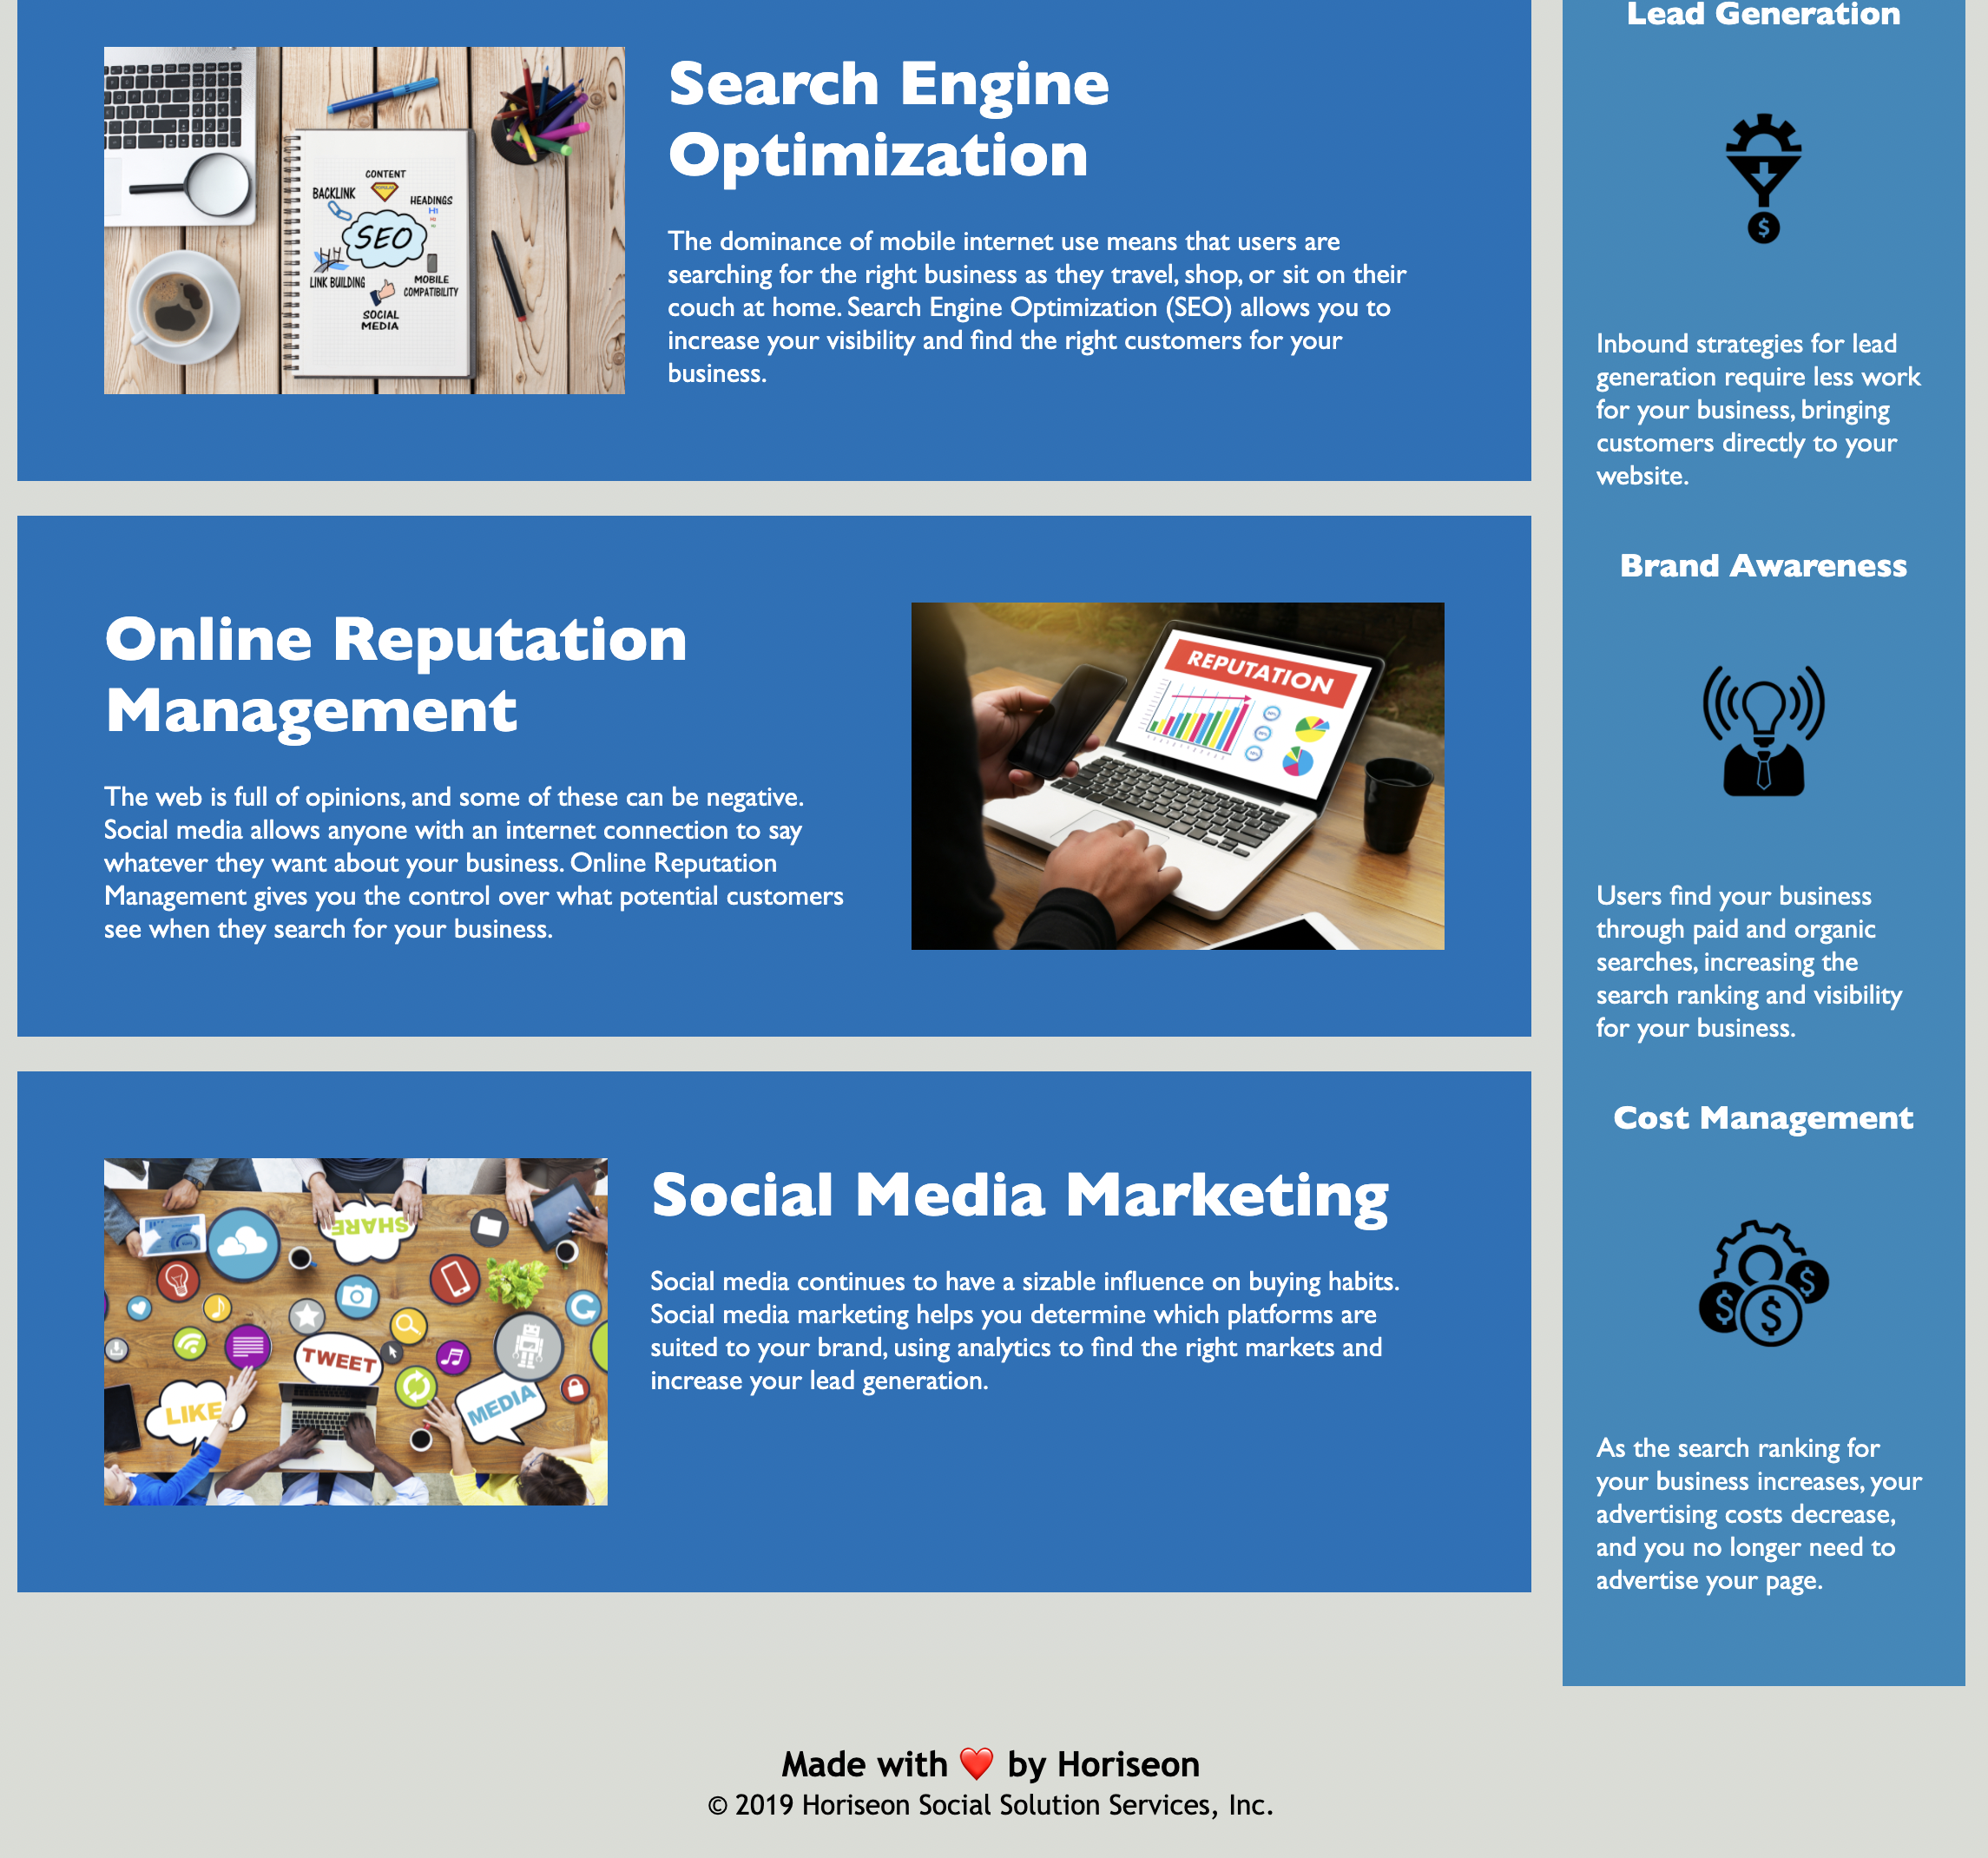 CONTENT
BACKLINK
HEADINGS
H1
SEO
LINK BUILDING
MOBILE
COMPATIBILITY
SOCIAL
MEDIA
Search Engine
Optimization
The dominance of mobile internet use means that users are
searching for the right business as they travel, shop, or sit on their
couch at home. Search Engine Optimization (SEO) allows you to
increase your visibility and find the right customers for your
business.
Online Reputation
Management
The web is full of opinions, and some of these can be negative.
Social media allows anyone with an internet connection to say
whatever they want about your business. Online Reputation
Management gives you the control over what potential customers
see when they search for your business.
REPUTATION
SHARE
TWEET
LIKE
MEDIA
Social Media Marketing
Social media continues to have a sizable influence on buying habits.
Social media marketing helps you determine which platforms are
suited to your brand, using analytics to find the right markets and
increase your lead generation.
Lead Generation
$
Inbound strategies for lead
generation require less work
for your business, bringing
customers directly to your
website.
Brand Awareness
Users find your business
through paid and organic
searches, increasing the
search ranking and visibility
for your business.
Cost Management
$ $ $
As the search ranking for
your business increases, your
advertising costs decrease,
and you no longer need to
advertise your page.
Made with ❤️ by Horiseon
© 2019 Horiseon Social Solution Services, Inc.